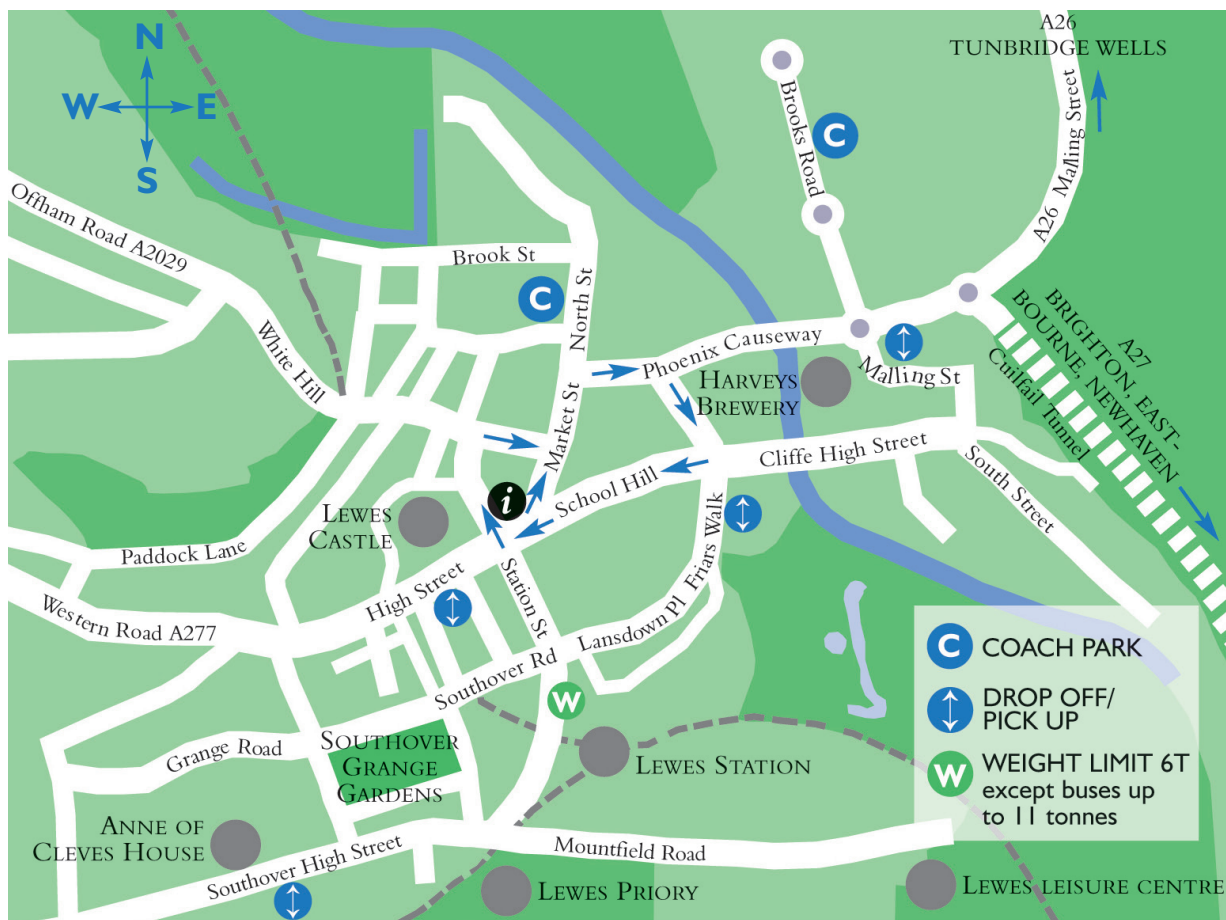 N
W E
S
A26
TUNBRIDGE WELLS
A26 Malling Street
Brooks Road
C
Offham Road A2029
Brook St
C
North St
White Hill
Phoenix Causeway
A27
BRIGHTON, EAST-
BOURNE, NEWHAVEN
Cuilfail Tunnel
HARVEYS
BREWERY
Malling St
Market St
Cliffe High Street
South Street
i
School Hill
LEWES
CASTLE
Paddock Lane
Friars Walk
High Street
Station St
Western Road A277
Lansdown Pl
Southover Rd
W
Grange Road
SOUTHOVER
GRANGE
GARDENS
LEWES STATION
ANNE OF
CLEVES HOUSE
Southover High Street
Mountfield Road
LEWES PRIORY
LEWES LEISURE CENTRE
C COACH PARK
DROP OFF/
PICK UP
W WEIGHT LIMIT 6T
except buses up
to 11 tonnes